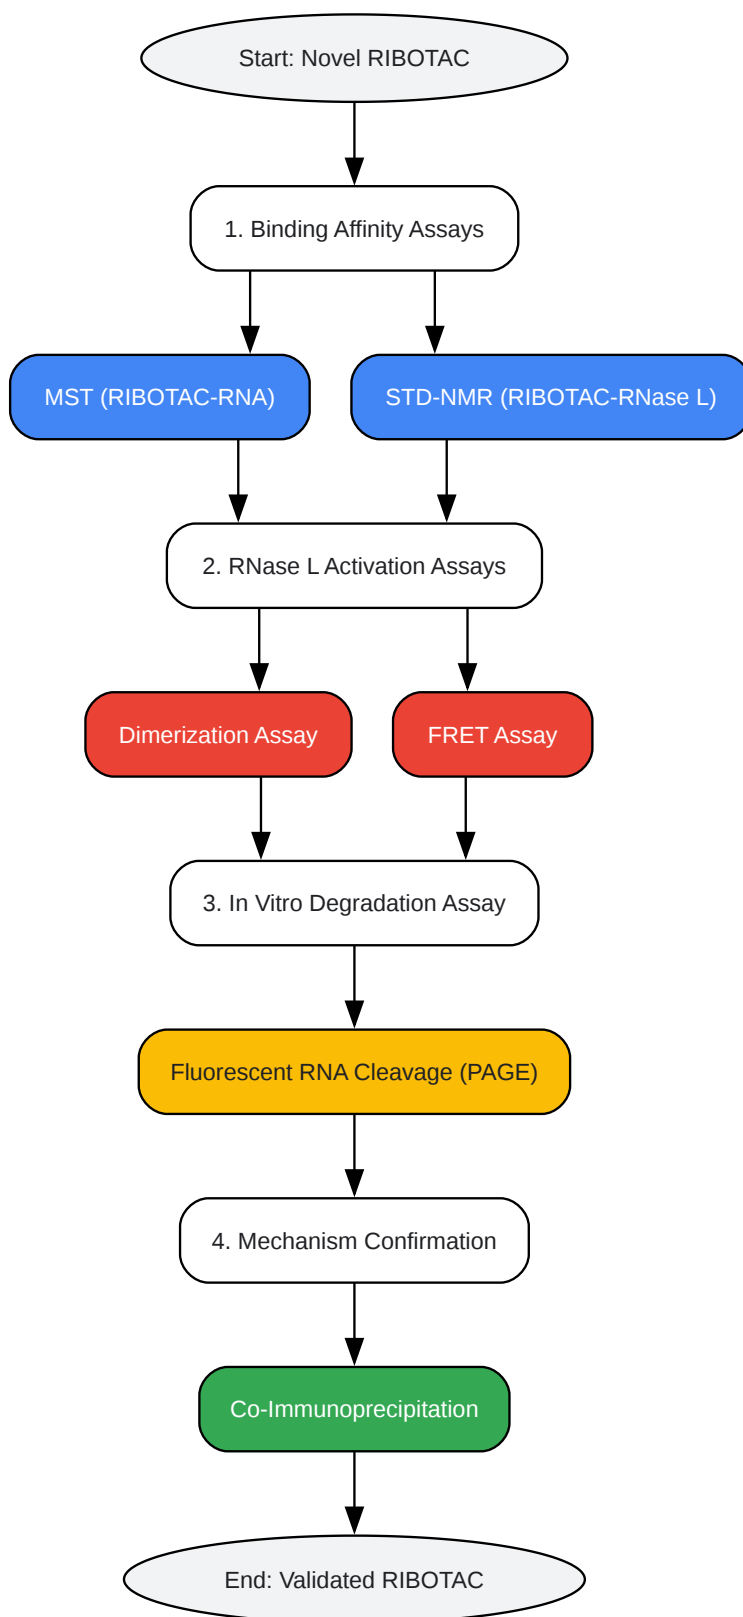 Start: Novel RIBOTAC
1. Binding Affinity Assays
MST (RIBOTAC-RNA)
STD-NMR (RIBOTAC-RNase L)
2. RNase L Activation Assays
Dimerization Assay
FRET Assay
3. In Vitro Degradation Assay
Fluorescent RNA Cleavage (PAGE)
4. Mechanism Confirmation
Co-Immunoprecipitation
End: Validated RIBOTAC